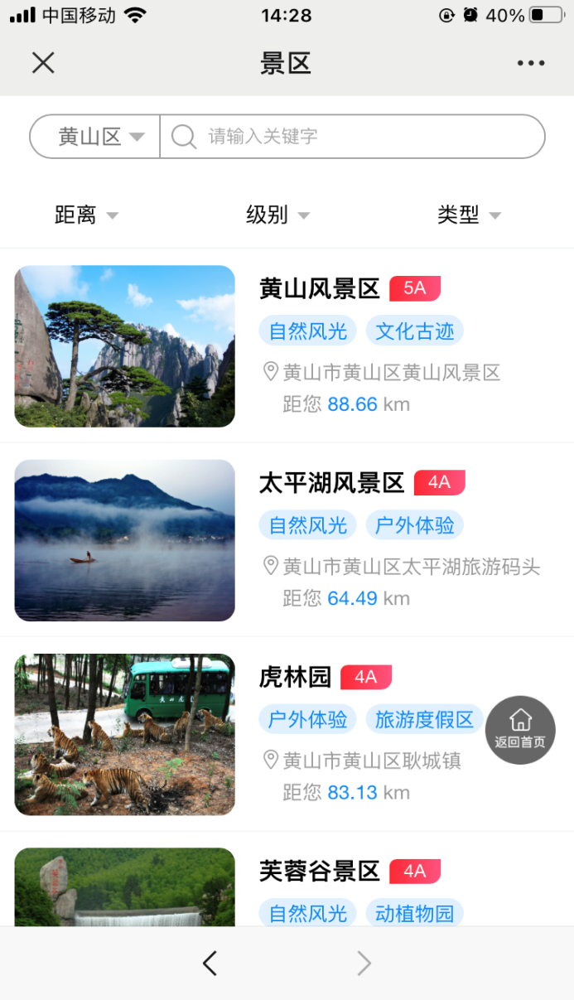 中国移动 14:28 40%
景区
黄山区 请输入关键字
距离 级别 类型
黄山风景区 5A
自然风光 文化古迹
黄山市黄山区黄山风景区
距您 88.66 km
太平湖风景区 4A
自然风光 户外体验
黄山市黄山区太平湖旅游码头
距您 64.49 km
虎林园 4A
户外体验 旅游度假区
返回首页
黄山市黄山区耿城镇
距您 83.13 km
芙蓉谷景区 4A
自然风光 动植物园